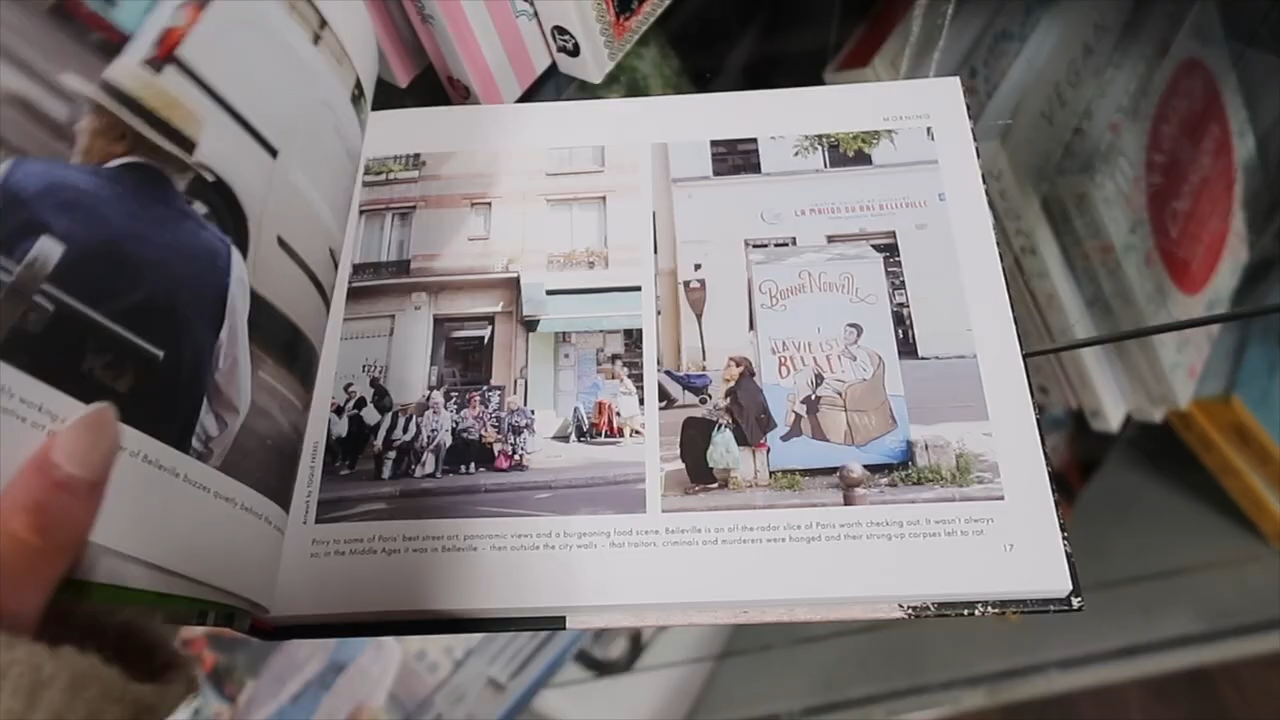 MORNING
LA MAISON DU BAS BELLEVILLE
BONNE NOUVELLE
LA VIE EST
BELLE!
Artwork by TOQUÉ FRÈRES
of Belleville buzzes quietly behind the
Privy to some of Paris' best street art, panoramic views and a burgeoning food scene, Belleville is an off-the-radar slice of Paris worth checking out. It wasn't always
so; in the Middle Ages it was in Belleville – then outside the city walls – that traitors, criminals and murderers were hanged and their strung-up corpses left to rot.
17
VEGAN